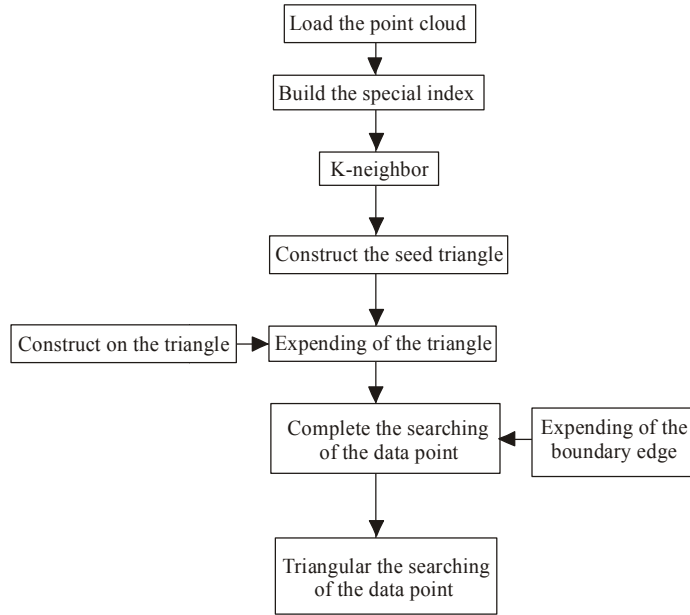 Load the point cloud
Build the special index
K-neighbor
Construct the seed triangle
Construct on the triangle
Expending of the triangle
Complete the searching
of the data point
Expending of the
boundary edge
Triangular the searching
of the data point